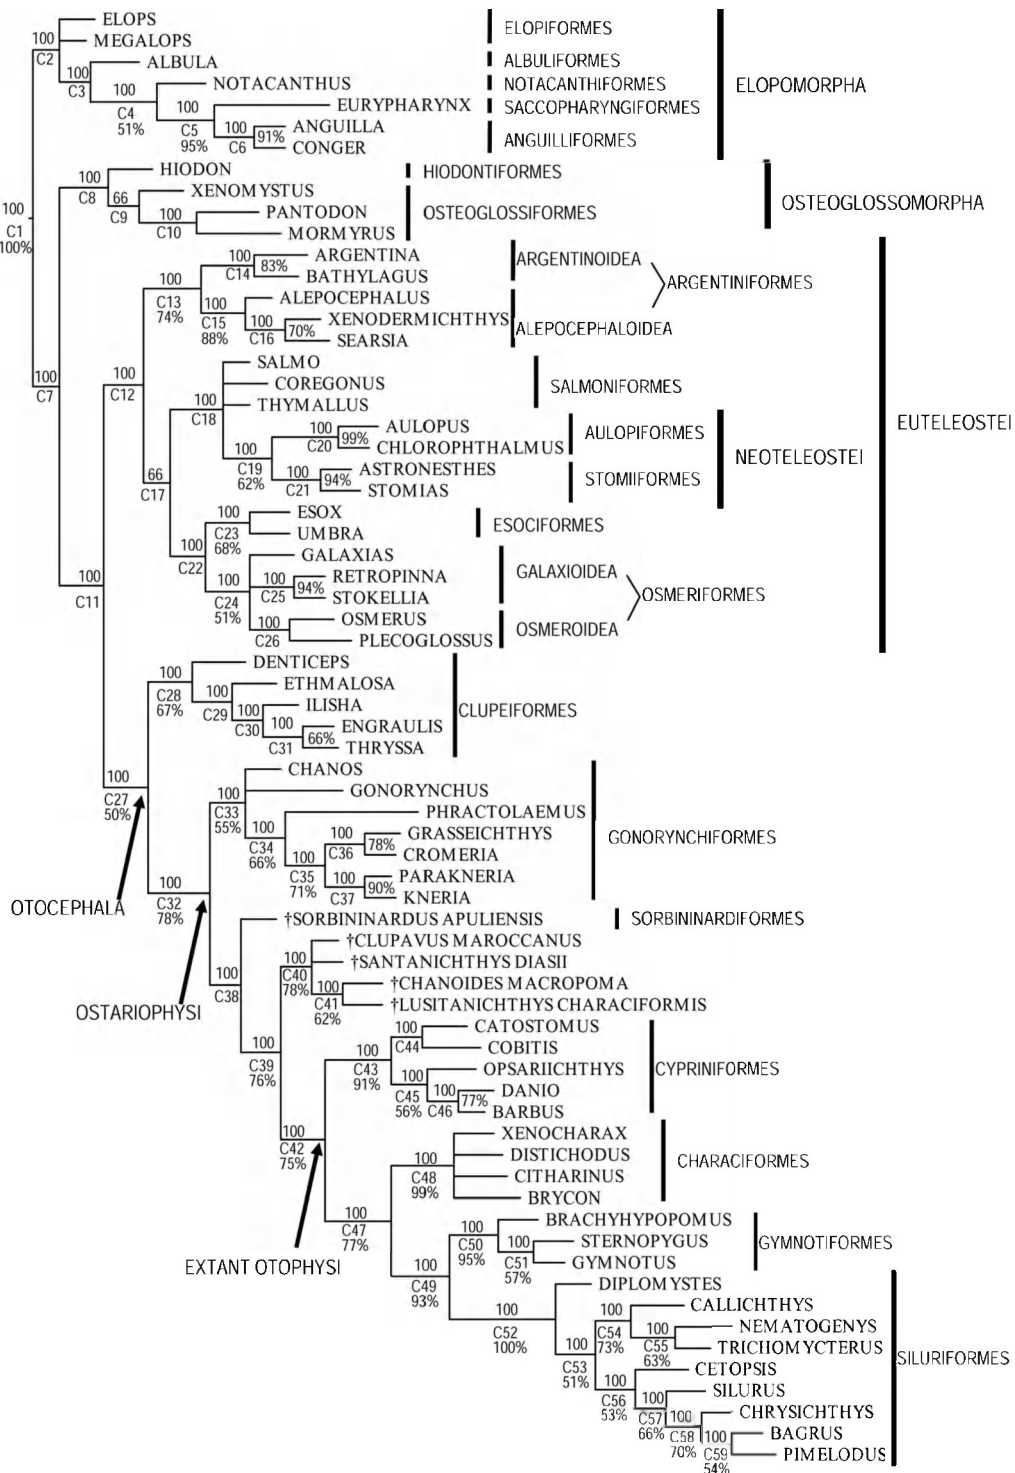 ELOPS
MEGALOPS
ALBULA
NOTACANTHUS
EURYPHARYNX
ANGUILLA
CONGER
100
C2
100
C3
100
C4
51%
100
C5
95%
100
C6
91%
ELOPIFORMES
ALBULIFORMES
NOTACANTHIFORMES
SACCOPHARYNGIFORMES
ANGUILLIFORMES
ELOPOMORPHA
HIODON
XENOMYSTUS
PANTODON
MORMYRUS
100
C8
66
C9
100
C10
HIODONTIFORMES
OSTEOGLOSSIFORMES
OSTEOGLOSSOMORPHA
100
C1
100%
ARGENTINA
BATHYLAGUS
ALEPOCEPHALUS
XENODERMICHTHYS
SEARSIA
100
C13
74%
100
C14
83%
100
C15
88%
100
C16
70%
ARGENTINOIDEA
ALEPOCEPHALOIDEA
ARGENTINIFORMES
100
C7
100
C12
SALMO
COREGONUS
THYMALLUS
100
C18
SALMONIFORMES
AULOPUS
CHLOROPHTHALMUS
ASTRONESTHES
STOMIAS
100
C19
62%
100
C20
99%
100
C21
94%
AULOPIFORMES
STOMIIFORMES
NEOTELEOSTEI
EUTELEOSTEI
66
C17
ESOX
UMBRA
100
C22
100
C23
68%
ESOCIFORMES
GALAXIAS
RETROPINNA
STOKELLIA
OSMERUS
PLECOGLOSSUS
100
C24
51%
100
C25
94%
100
C26
GALAXIOIDEA
OSMEROIDEA
OSMERIFORMES
100
C11
DENTICEPS
ETHMALOSA
ILISHA
ENGRAULIS
THRYSSA
100
C28
67%
100
C29
100
C30
100
C31
66%
CLUPEIFORMES
100
C27
50%
OTOCEPHALA
CHANOS
GONORYNCHUS
PHRACTOLAEMUS
GRASSEICHTHYS
CROMERIA
PARAKNERIA
KNERIA
100
C33
55%
100
C34
66%
100
C35
71%
100
C36
78%
100
C37
90%
GONORYNCHIFORMES
100
C32
78%
OSTARIOPHYSI
†SORBININARDUS APULIENSIS
SORBININARDIFORMES
100
C38
†CLUPAVUS MAROCCANUS
†SANTANICHTHYS DIASII
†CHANOIDES MACROPOMA
†LUSITANICHTHYS CHARACIFORMIS
100
C40
78%
100
C41
62%
100
C39
76%
CATOSTOMUS
COBITIS
OPSARIICHTHYS
DANIO
BARBUS
100
C43
91%
100
C44
100
C45
56%
100
C46
77%
CYPRINIFORMES
100
C42
75%
EXTANT OTOPHYSI
XENOCHARAX
DISTICHODUS
CITHARINUS
BRYCON
100
C48
99%
CHARACIFORMES
100
C47
77%
BRACHYHYPOPOMUS
STERNOPYGUS
GYMNOTUS
100
C50
95%
100
C51
57%
GYMNOTIFORMES
100
C49
93%
DIPLOMYSTES
CALLICHTHYS
NEMATOGENYS
TRICHOMYCTERUS
CETOPSIS
SILURUS
CHRYSICHTHYS
BAGRUS
PIMELODUS
100
C52
100%
100
C53
51%
100
C54
73%
100
C55
63%
100
C56
53%
100
C57
66%
100
C58
70%
100
C59
54%
SILURIFORMES